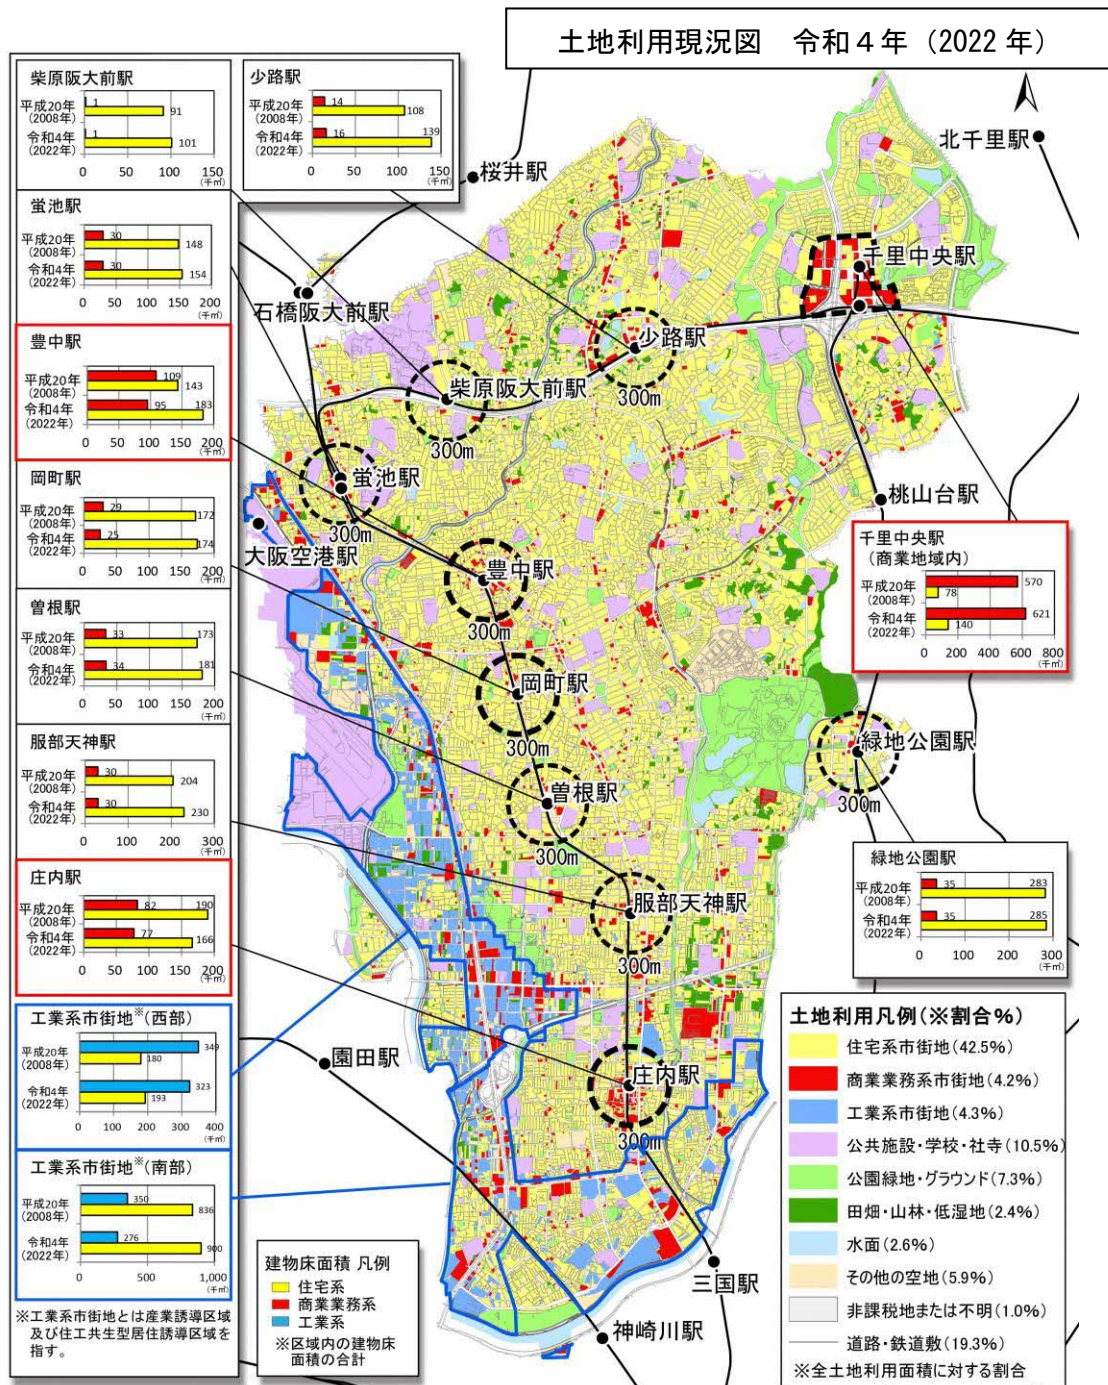 土地利用現況図　令和４年（2022 年）
柴原阪大前駅
平成20年
(2008年)
1
91
令和4年
(2022年)
1
101
0 50 100 150
(千㎡)
少路駅
平成20年
(2008年)
14
108
令和4年
(2022年)
16
139
0 50 100 150
(千㎡)
蛍池駅
平成20年
(2008年)
30
148
令和4年
(2022年)
30
154
0 50 100 150 200
(千㎡)
豊中駅
平成20年
(2008年)
109
143
令和4年
(2022年)
95
183
0 50 100 150 200
(千㎡)
岡町駅
平成20年
(2008年)
29
172
令和4年
(2022年)
25
174
0 50 100 150 200
(千㎡)
曽根駅
平成20年
(2008年)
33
173
令和4年
(2022年)
34
181
0 50 100 150 200
(千㎡)
服部天神駅
平成20年
(2008年)
30
204
令和4年
(2022年)
30
230
0 100 200 300
(千㎡)
庄内駅
平成20年
(2008年)
82
190
令和4年
(2022年)
77
166
0 50 100 150 200
(千㎡)
工業系市街地※(西部)
平成20年
(2008年)
349
180
令和4年
(2022年)
323
193
0 100 200 300 400
(千㎡)
工業系市街地※(南部)
平成20年
(2008年)
350
836
令和4年
(2022年)
276
900
0 500 1,000
(千㎡)
※工業系市街地とは産業誘導区域
及び住工共生型居住誘導区域を
指す。
北千里駅
桜井駅
千里中央駅
石橋阪大前駅
少路駅
300m
柴原阪大前駅
300m
蛍池駅
300m
大阪空港駅
桃山台駅
豊中駅
300m
岡町駅
300m
曽根駅
300m
緑地公園駅
300m
服部天神駅
300m
園田駅
庄内駅
300m
三国駅
神崎川駅
千里中央駅
(商業地域内)
平成20年
(2008年)
570
78
令和4年
(2022年)
621
140
0 200 400 600 800
(千㎡)
緑地公園駅
平成20年
(2008年)
35
283
令和4年
(2022年)
35
285
0 100 200 300
(千㎡)
建物床面積 凡例
住宅系
商業業務系
工業系
※区域内の建物床
面積の合計
土地利用凡例(※割合%)
住宅系市街地(42.5%)
商業業務系市街地(4.2%)
工業系市街地(4.3%)
公共施設・学校・社寺(10.5%)
公園緑地・グラウンド(7.3%)
田畑・山林・低湿地(2.4%)
水面(2.6%)
その他の空地(5.9%)
非課税地または不明(1.0%)
道路・鉄道敷(19.3%)
※全土地利用面積に対する割合